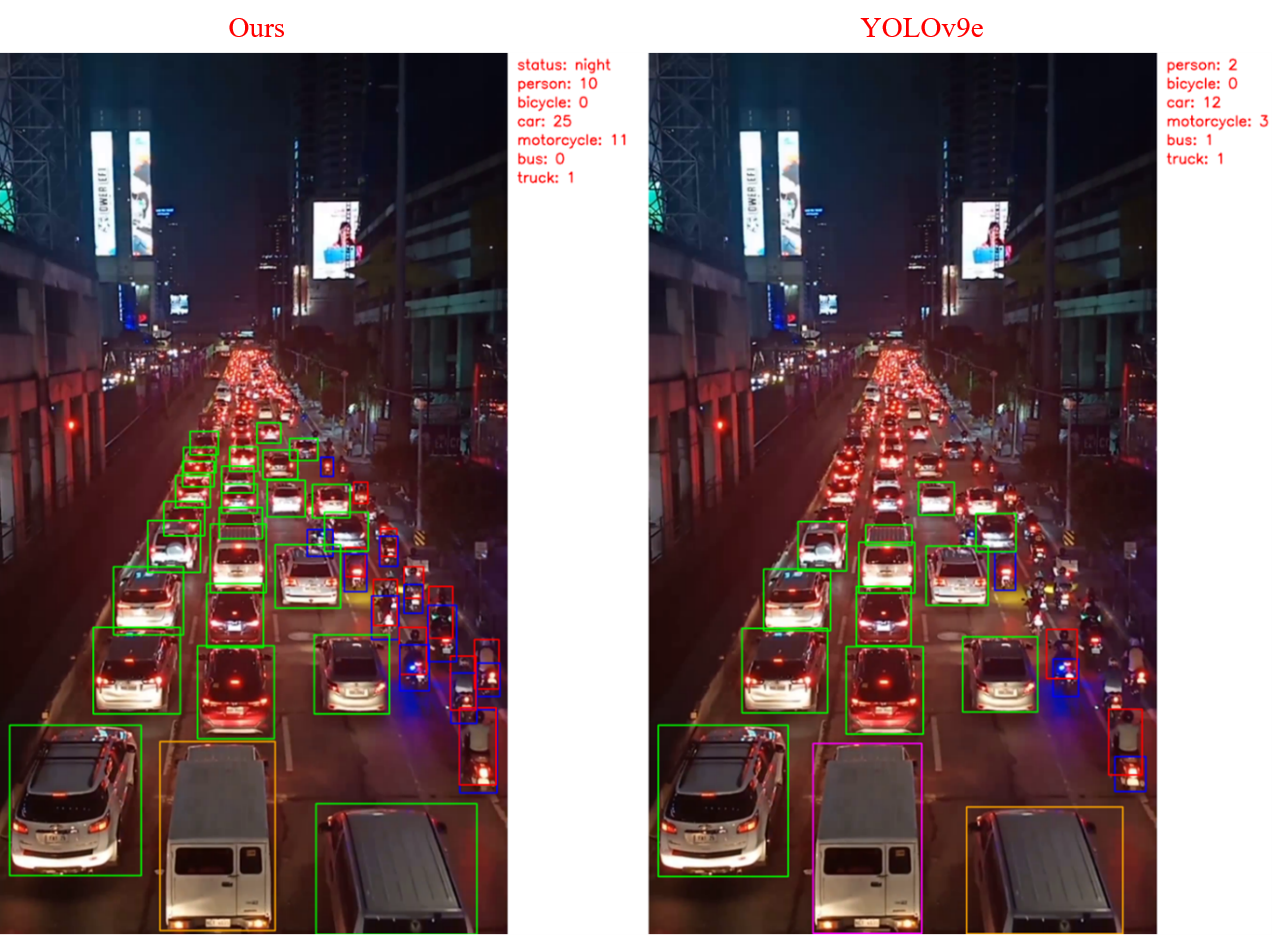 Ours
status: night
person: 10
bicycle: 0
car: 25
motorcycle: 11
bus: 0
truck: 1
YOLOv9e
person: 2
bicycle: 0
car: 12
motorcycle: 3
bus: 1
truck: 1